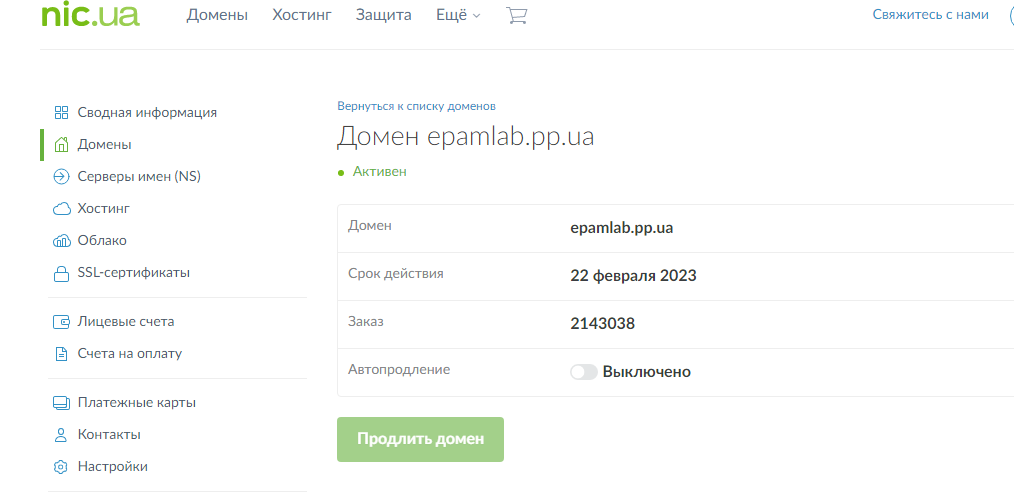 nic.ua Домены Хостинг Защита Ещё Свяжитесь с нами
Сводная информация
Домены
Серверы имен (NS)
Хостинг
Облако
SSL-сертификаты
Лицевые счета
Счета на оплату
Платежные карты
Контакты
Настройки
Вернуться к списку доменов
Домен epamlab.pp.ua
Активен
Домен epamlab.pp.ua
Срок действия 22 февраля 2023
Заказ 2143038
Автопродление Выключено
Продлить домен